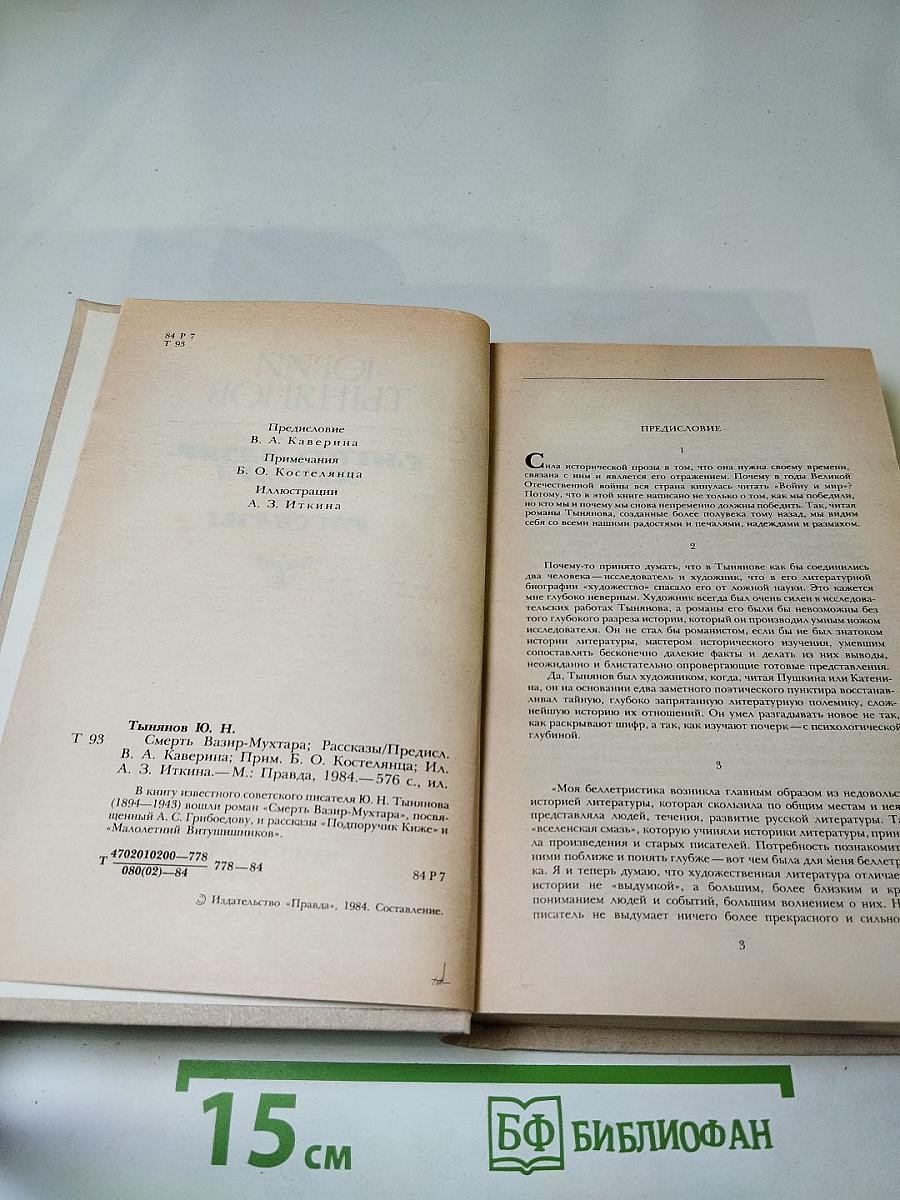 84 Р 7
Т 93
Предисловие
В. А. Каверина
Примечания
Б. О. Костелянца
Иллюстрации
А. З. Иткина
Тынянов Ю. Н.
Т 93 Смерть Вазир-Мухтара; Рассказы/Предисл.
В. А. Каверина; Прим. Б. О. Костелянца; Ил.
А. З. Иткина.— М.: Правда, 1984.— 576 с., ил.
В книгу известного советского писателя Ю. Н. Тынянова
(1894—1943) вошли роман «Смерть Вазир-Мухтара», посвя-
щенный А. С. Грибоедову, и рассказы «Подпоручик Киже» и
«Малолетний Витушишников».
Т 4702010200—778
080(02)—84 778—84
84 Р 7
© Издательство «Правда», 1984. Составление.
ПРЕДИСЛОВИЕ
1
Сила исторической прозы в том, что она нужна своему времени,
связана с ним и является его отражением. Почему в годы Великой
Отечественной войны вся страна кинулась читать «Войну и мир»?
Потому, что в этой книге написано не только о том, как мы победили,
но кто мы и почему мы снова непременно должны победить. Так, читая
романы Тынянова, созданные более полувека тому назад, мы видим
себя со всеми нашими радостями и печалями, надеждами и размахом.
2
Почему-то принято думать, что в Тынянове как бы соединились
два человека — исследователь и художник, что в его литературной
биографии «художество» спасало его от ложной науки. Это кажется
мне глубоко неверным. Художник всегда был очень силен в исследова-
тельских работах Тынянова, а романы его были бы невозможны без
того глубокого разреза истории, который он производил умным ножом
исследователя. Он не стал бы романистом, если бы не был знатоком
истории литературы, мастером исторического изучения, умевшим
сопоставлять бесконечно далекие факты и делать из них выводы,
неожиданно и блистательно опровергающие готовые представления.
Да, Тынянов был художником, когда, читая Пушкина или Катени-
на, он на основании едва заметного поэтического пунктира восстанав-
ливал тайную, глубоко запрятанную литературную полемику, слож-
нейшую историю их отношений. Он умел разгадывать новое не так,
как раскрывают шифр, а так, как изучают почерк — с психологической
глубиной.
3
«Моя беллетристика возникла главным образом из недовольст
историей литературы, которая скользила по общим местам и нея
представляла людей, течения, развитие русской литературы. Та
«вселенская смазь», которую учиняли историки литературы, прин
ла произведения и старых писателей. Потребность познакомит
ними поближе и понять глубже — вот чем была для меня беллетр
ка. Я и теперь думаю, что художественная литература отличает
истории не «выдумкой», а большим, более близким и кр
пониманием людей и событий, большим волнением о них. Н
писатель не выдумает ничего более прекрасного и сильно
3
15 см
БФ БИБЛИОФАН